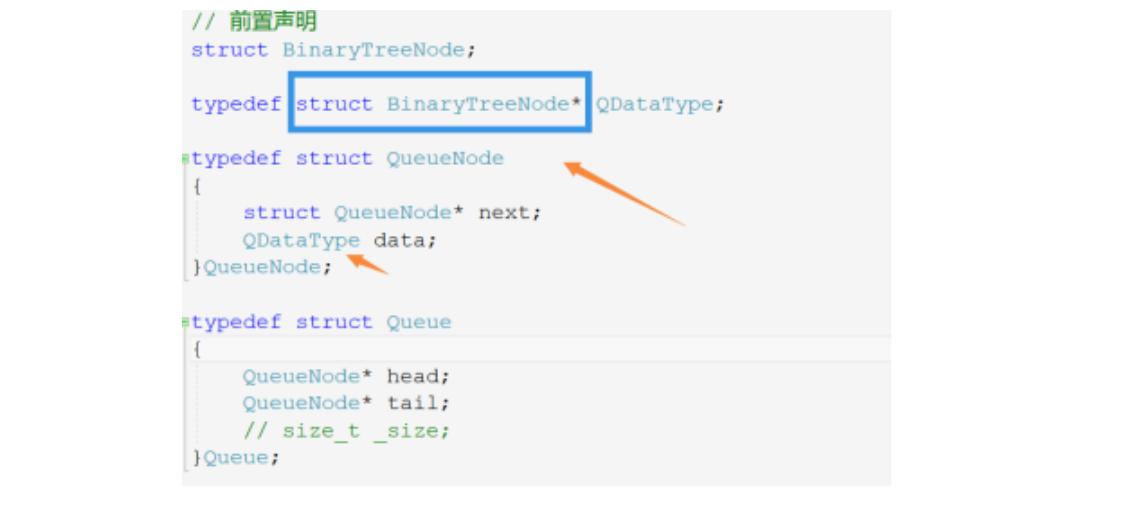 // 前置声明
struct BinaryTreeNode;
typedef struct BinaryTreeNode* QDataType;
typedef struct QueueNode
{
struct QueueNode* next;
QDataType data;
}QueueNode;
typedef struct Queue
{
QueueNode* head;
QueueNode* tail;
// size_t _size;
}Queue;